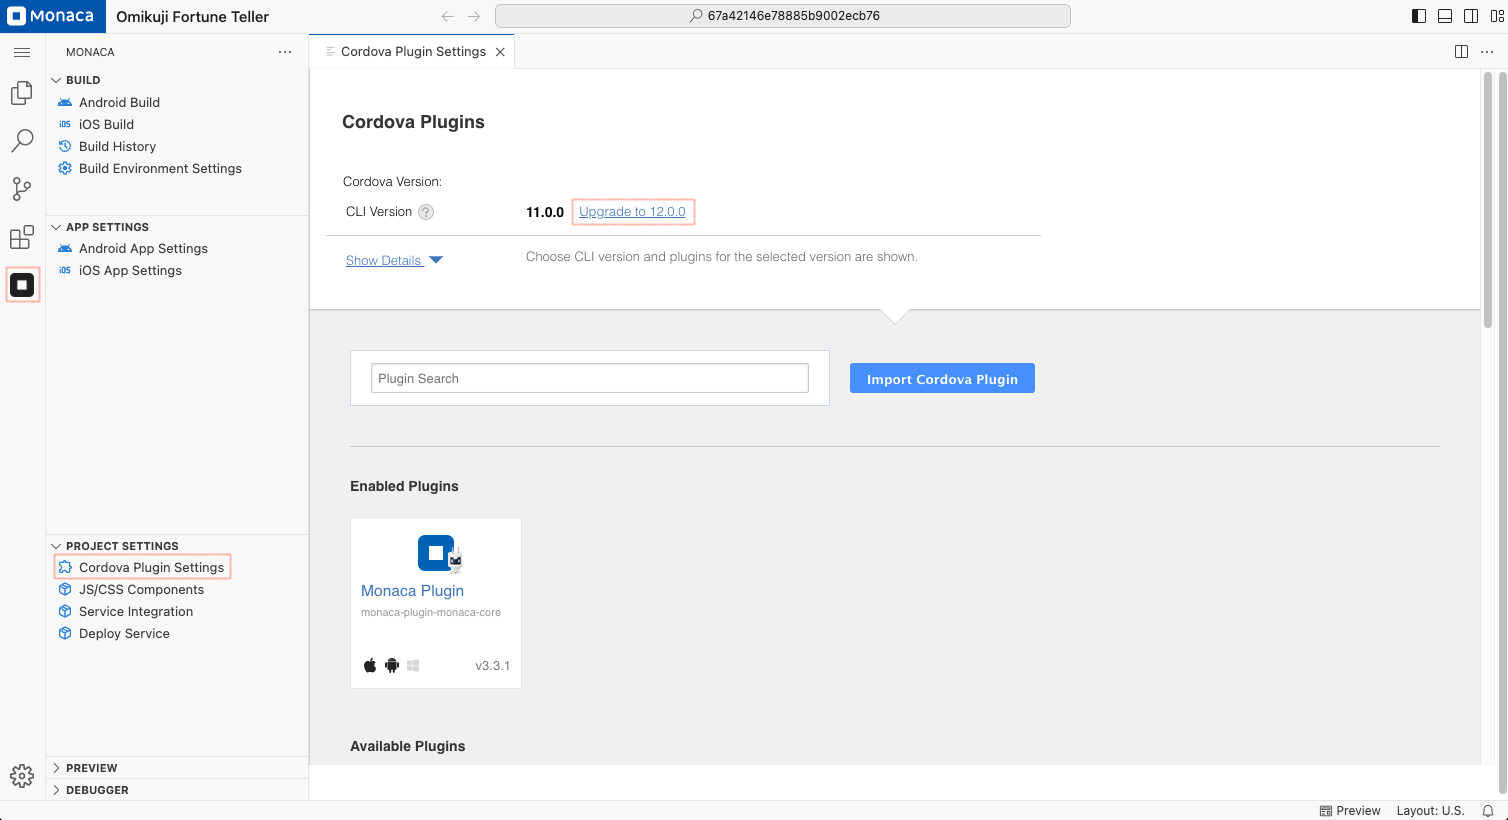 Monaca
Omikuji Fortune Teller
67a42146e78885b9002ecb76
MONACA
BUILD
Android Build
iOS
iOS Build
Build History
Build Environment Settings
APP SETTINGS
Android App Settings
iOS
iOS App Settings
PROJECT SETTINGS
Cordova Plugin Settings
JS/CSS Components
Service Integration
Deploy Service
PREVIEW
DEBUGGER
Cordova Plugin Settings
Cordova Plugins
Cordova Version:
CLI Version ? 11.0.0 Upgrade to 12.0.0
Show Details Choose CLI version and plugins for the selected version are shown.
Plugin Search
Import Cordova Plugin
Enabled Plugins
Monaca Plugin
monaca-plugin-monaca-core
v3.3.1
Available Plugins
Preview Layout: U.S.